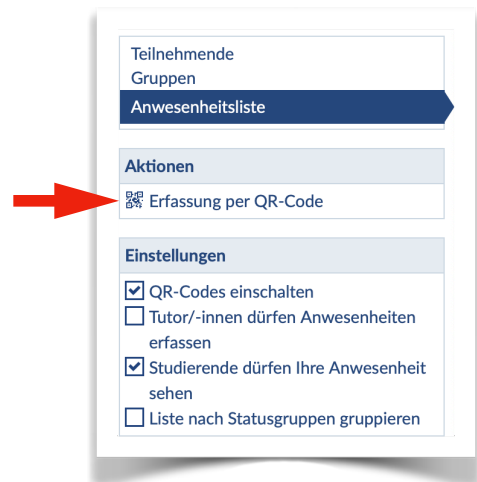 Teilnehmende
Gruppen
Anwesenheitsliste
Aktionen
Erfassung per QR-Code
Einstellungen
QR-Codes einschalten
Tutor/-innen dürfen Anwesenheiten
erfassen
Studierende dürfen Ihre Anwesenheit
sehen
Liste nach Statusgruppen gruppieren